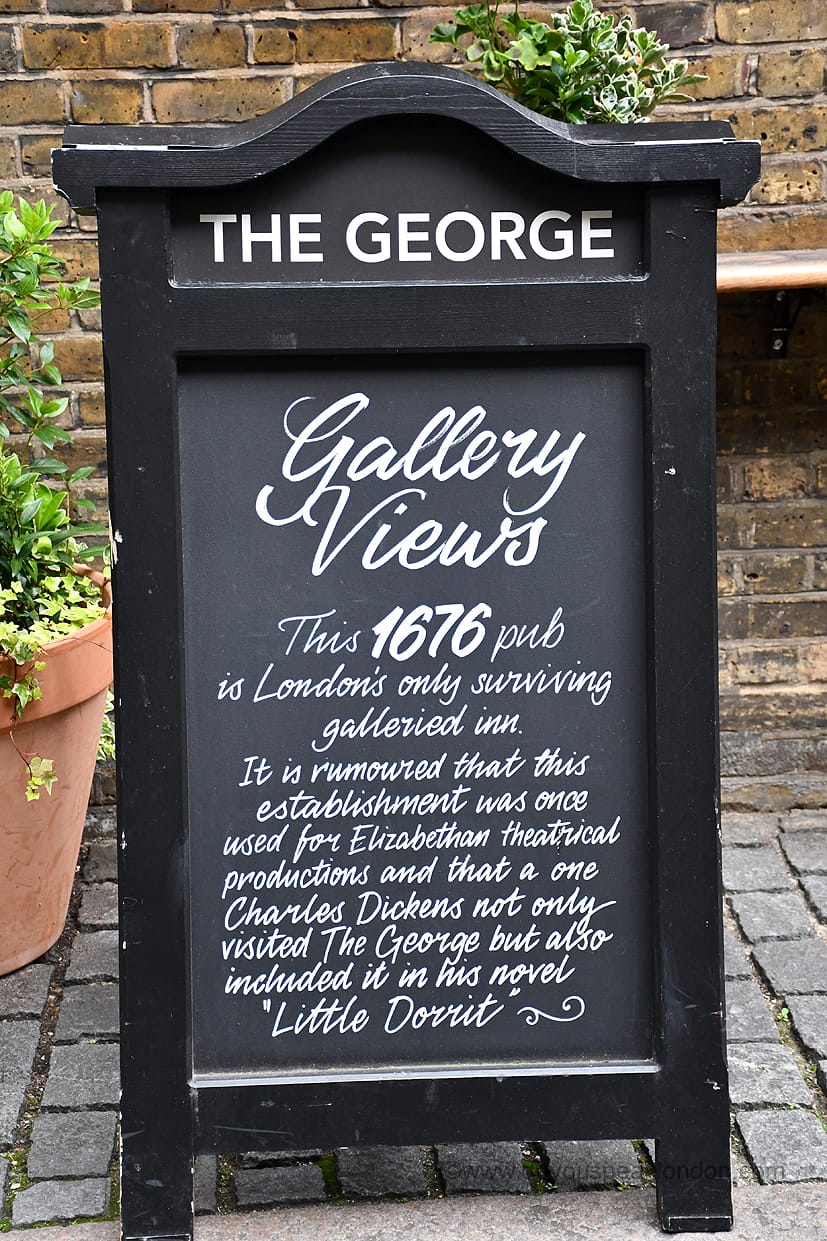 THE GEORGE
Gallery
Views
This 1676 pub
is London's only surviving
galleried inn.
It is rumoured that this
establishment was once
used for Elizabethan theatrical
productions and that a one
Charles Dickens not only
visited The George but also
included it in his novel
"Little Dorrit"